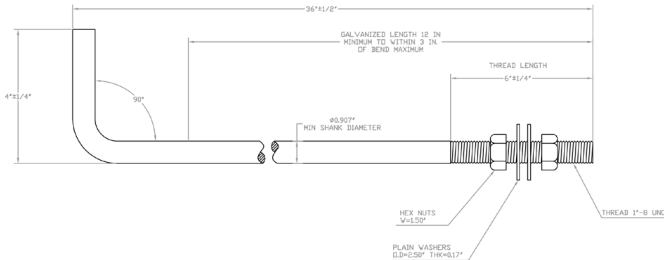 36"±1/2"
GALVANIZED LENGTH 12 IN
MINIMUM TO WITHIN 3 IN.
OF BEND MAXIMUM
THREAD LENGTH
6"±1/4"
4"±1/4"
90°
Ø0.907"
MIN SHANK DIAMETER
HEX NUTS
W=1.50"
THREAD 1"-8 UNC
PLAIN WASHERS
O.D=2.50" THK=0.17"